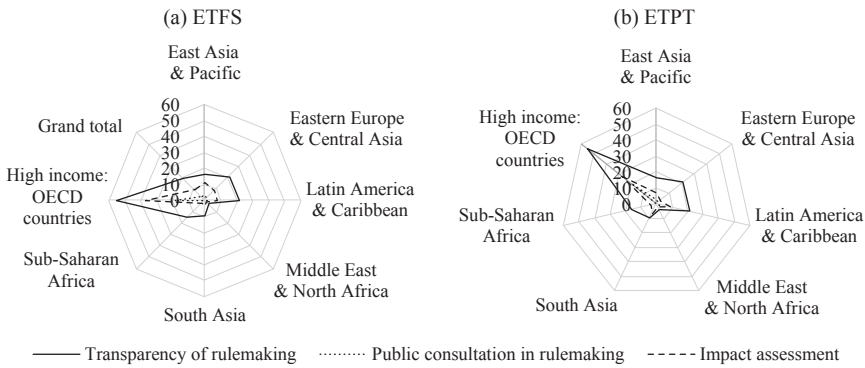 (a) ETFS
East Asia
& Pacific
60
50
40
30
20
10
0
Eastern Europe
& Central Asia
Latin America
& Caribbean
Middle East
& North Africa
South Asia
Sub-Saharan
Africa
High income:
OECD
countries
Grand total
(b) ETPT
East Asia
& Pacific
60
50
40
30
20
10
0
Eastern Europe
& Central Asia
Latin America
& Caribbean
Middle East
& North Africa
South Asia
Sub-Saharan
Africa
High income:
OECD
countries
Transparency of rulemaking
Public consultation in rulemaking
Impact assessment